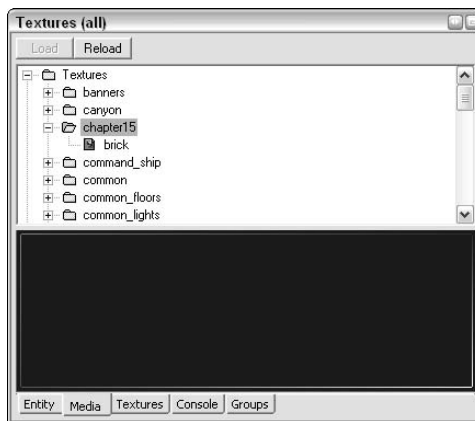 Textures (all)
Load Reload
Textures
banners
canyon
chapter15
brick
command_ship
common
common_floors
common_lights
Entity Media Textures Console Groups